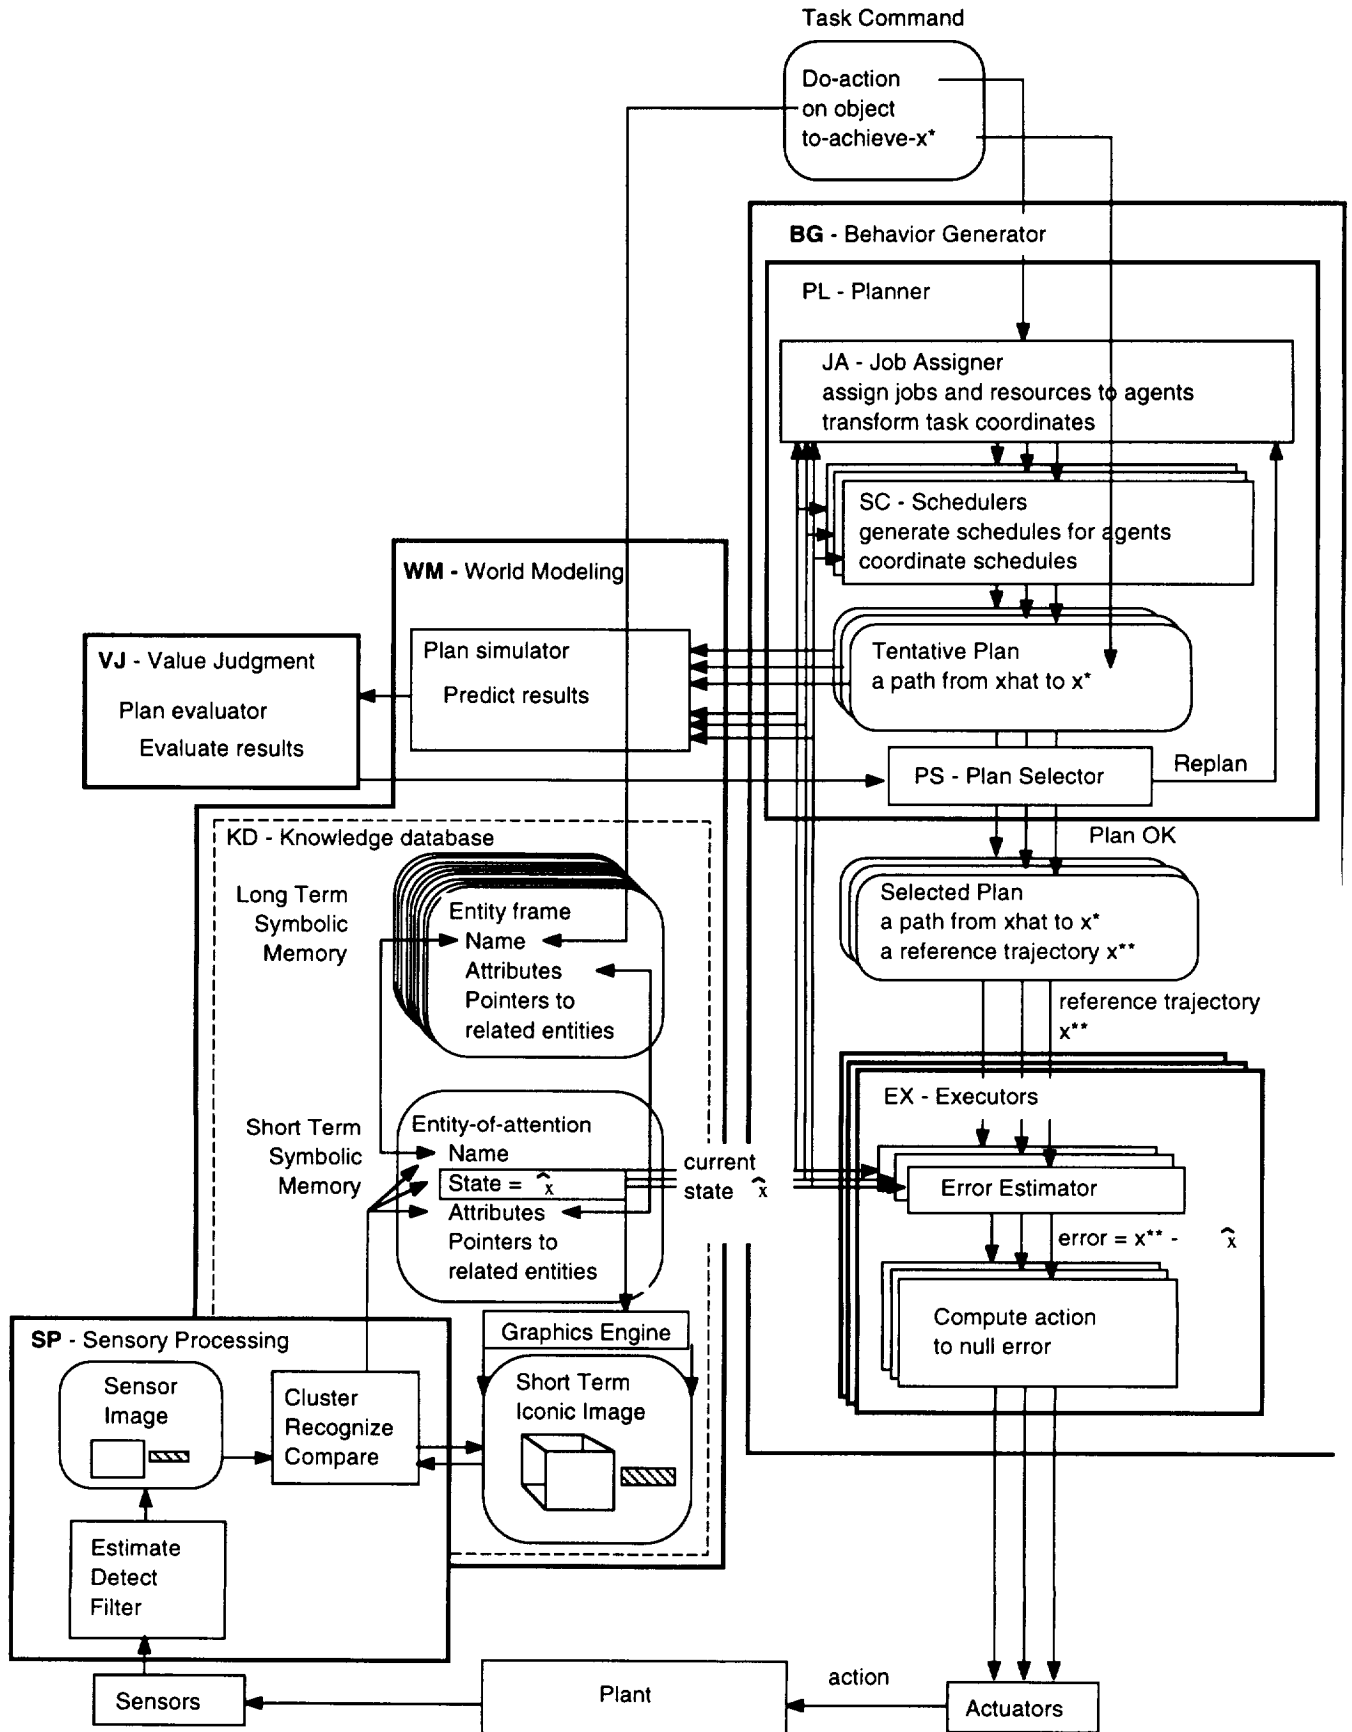 Task Command
Do-action
on object
to-achieve-x*
BG - Behavior Generator
PL - Planner
JA - Job Assigner
assign jobs and resources to agents
transform task coordinates
SC - Schedulers
generate schedules for agents
coordinate schedules
WM - World Modeling
Plan simulator
Predict results
VJ - Value Judgment
Plan evaluator
Evaluate results
Tentative Plan
a path from xhat to x*
PS - Plan Selector
Replan
Plan OK
KD - Knowledge database
Long Term
Symbolic
Memory
Entity frame
Name
Attributes
Pointers to
related entities
Selected Plan
a path from xhat to x*
a reference trajectory x**
reference trajectory
x**
EX - Executors
Short Term
Symbolic
Memory
Entity-of-attention
Name
State = x̂
Attributes
Pointers to
related entities
current
state x̂
Error Estimator
error = x** - x̂
Compute action
to null error
Graphics Engine
Short Term
Iconic Image
SP - Sensory Processing
Sensor
Image
Cluster
Recognize
Compare
Estimate
Detect
Filter
Sensors
Plant
action
Actuators